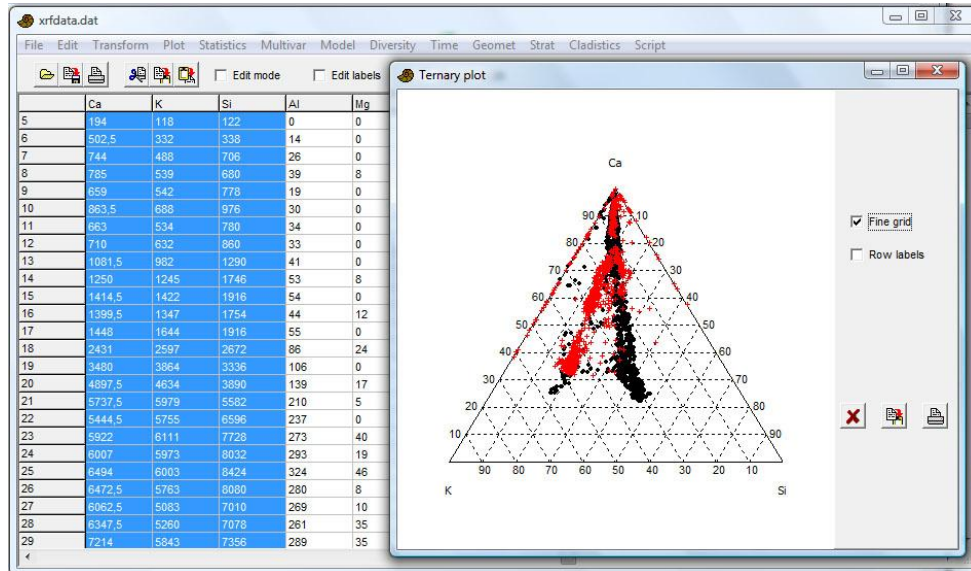 xrfdata.dat
File Edit Transform Plot Statistics Multivar Model Diversity Time Geomet Strat Cladistics Script
Edit mode Edit labels
Ca K Si Al Mg
5 194 118 122 0 0
6 502,5 332 338 14 0
7 744 488 706 26 0
8 785 539 680 39 8
9 659 542 778 19 0
10 863,5 688 976 30 0
11 663 534 780 34 0
12 710 632 860 33 0
13 1081,5 982 1290 41 0
14 1250 1245 1746 53 8
15 1414,5 1422 1916 54 0
16 1399,5 1347 1754 44 12
17 1448 1644 1916 55 0
18 2431 2597 2672 86 24
19 3480 3864 3336 106 0
20 4897,5 4634 3890 139 17
21 5737,5 5979 5582 210 5
22 5444,5 5755 6596 237 0
23 5922 6111 7728 273 40
24 6007 5973 8032 293 19
25 6494 6003 8424 324 46
26 6472,5 5763 8080 280 8
27 6062,5 5083 7010 269 10
28 6347,5 5260 7078 261 35
29 7214 5843 7356 289 35
Ternary plot
Ca
90 10
80 20
70 30
60 40
50 50
40 60
30 70
20 80
10 90
90 80 70 60 50 40 30 20 10
K Si
Fine grid
Row labels